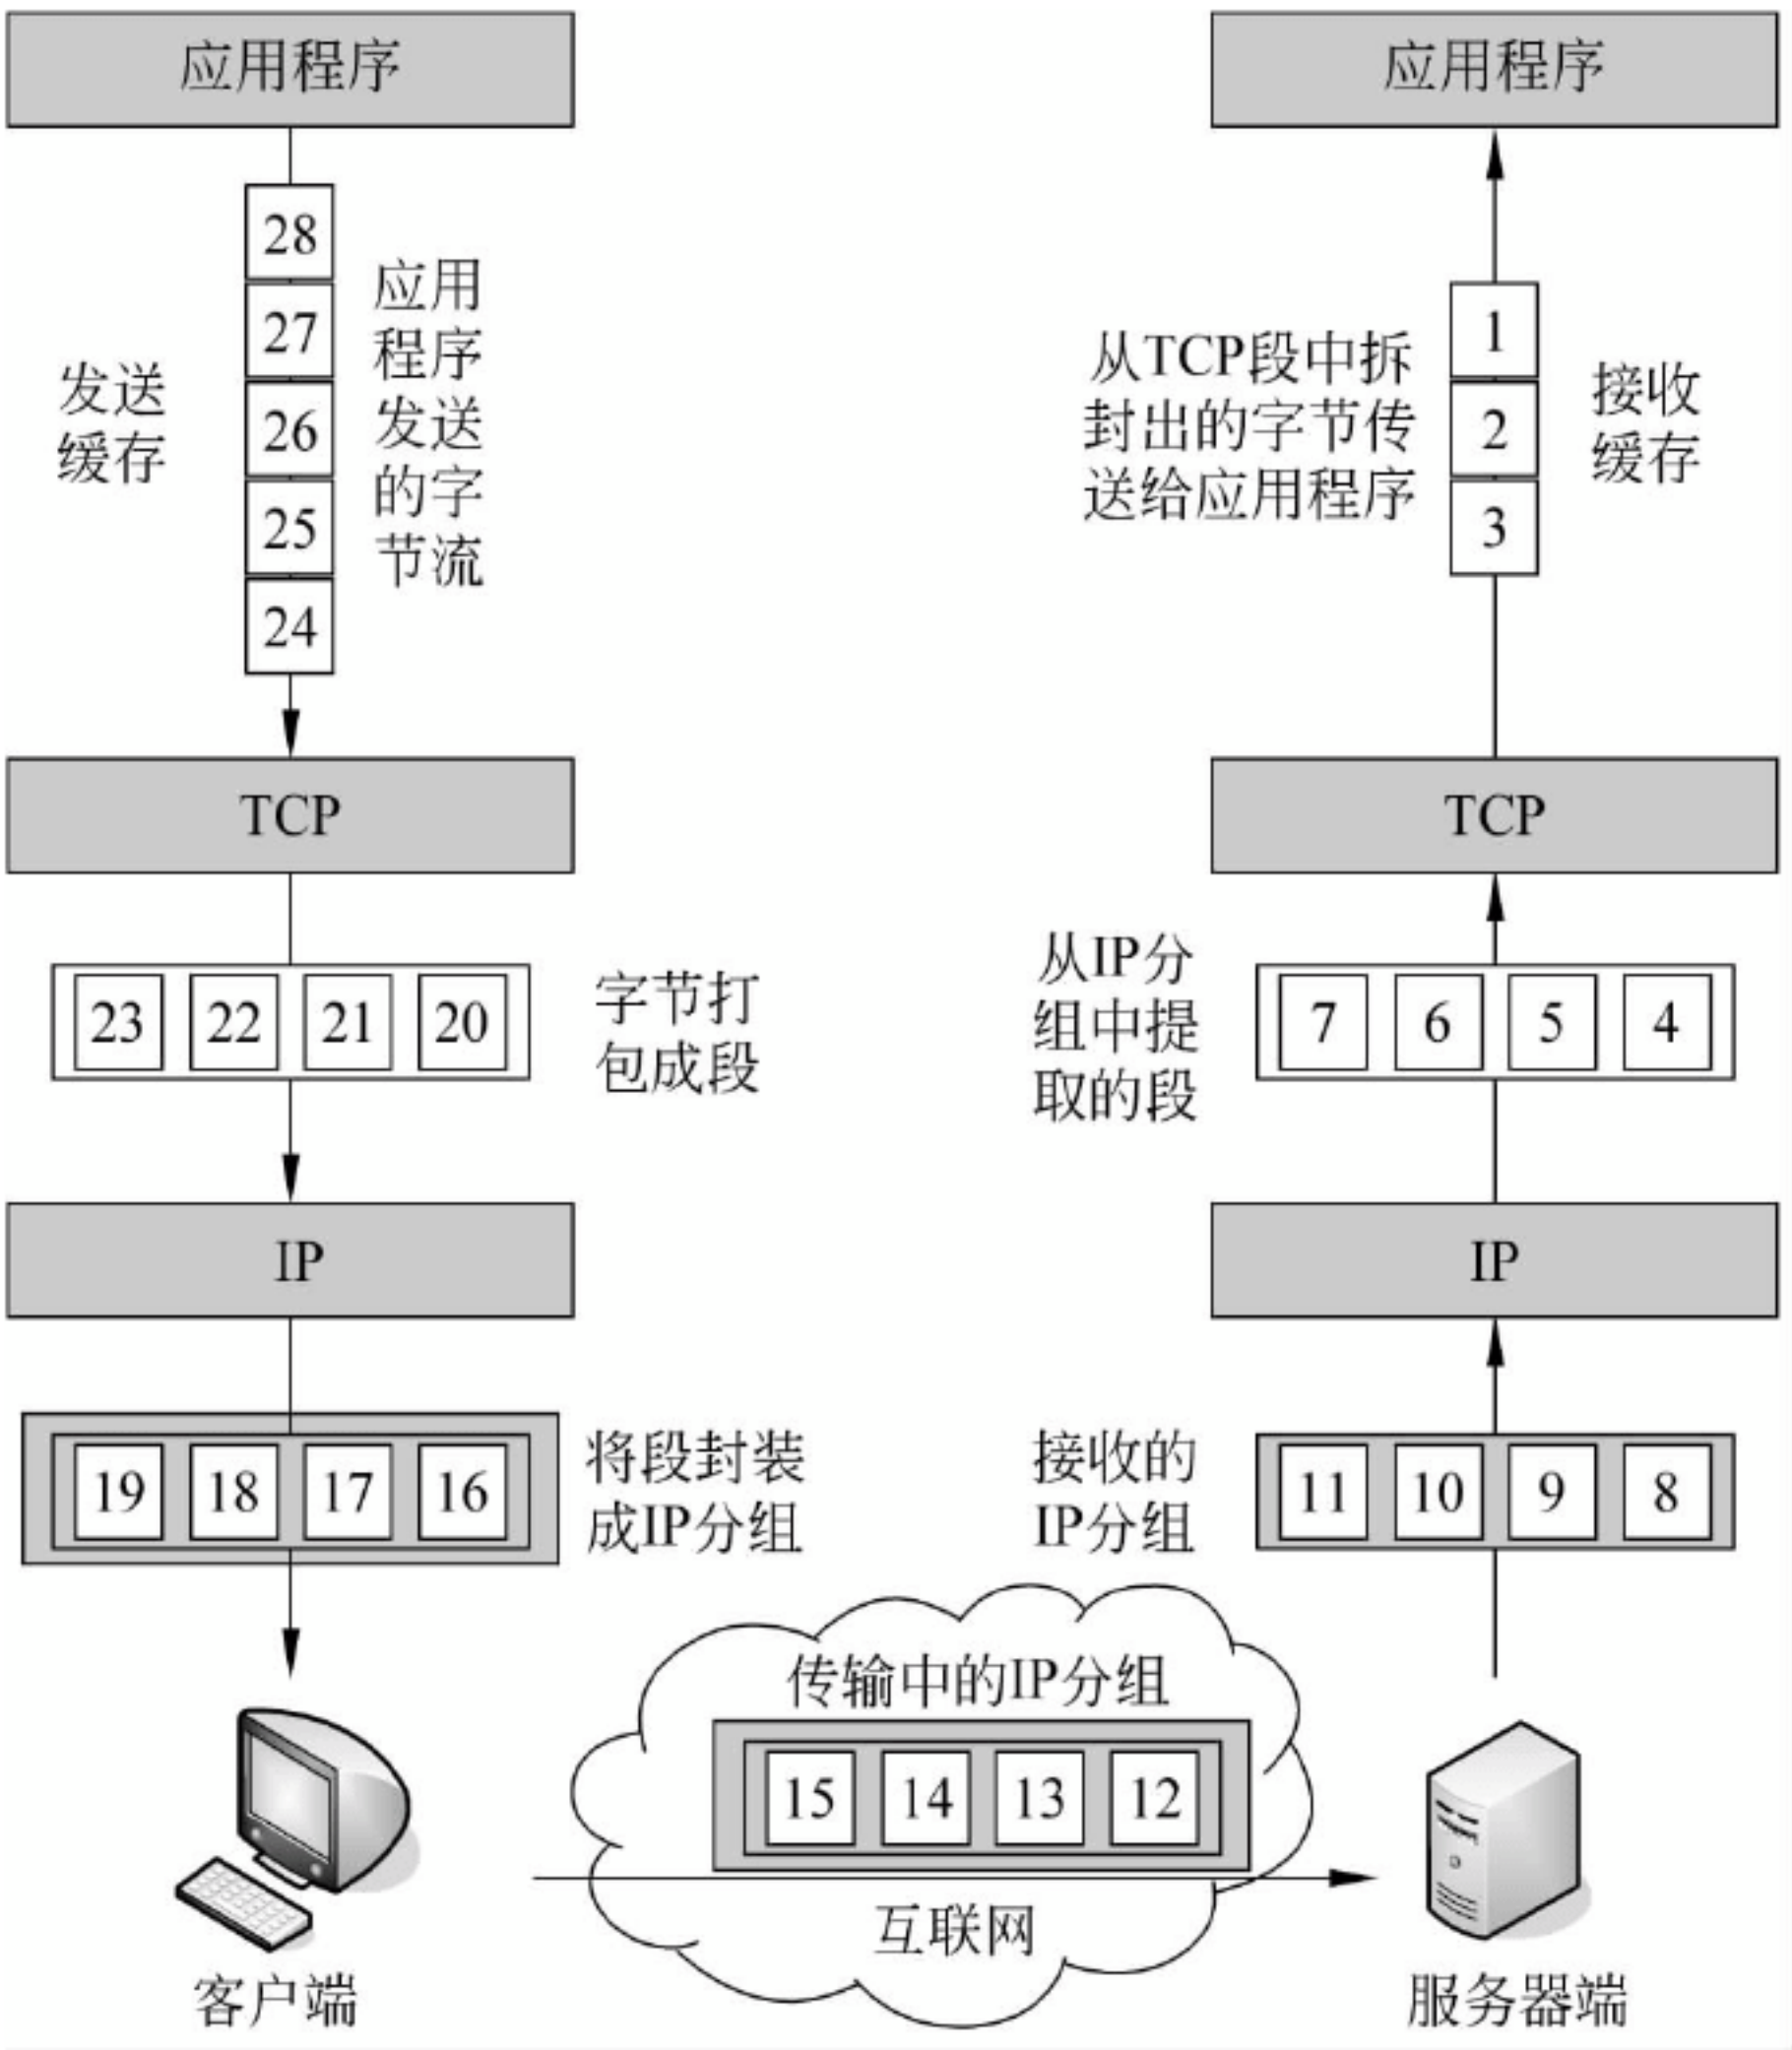 应用程序
28
27
26
25
24
发送
缓存
应用
程序
发送
的字
节流
TCP
23 22 21 20
字节打
包成段
IP
19 18 17 16
将段封装
成IP分组
客户端
传输中的IP分组
15 14 13 12
互联网
应用程序
1
2
3
从TCP段中拆
封出的字节传
送给应用程序
接收
缓存
TCP
从IP分
组中提
取的段
7 6 5 4
IP
接收的
IP分组
11 10 9 8
服务器端